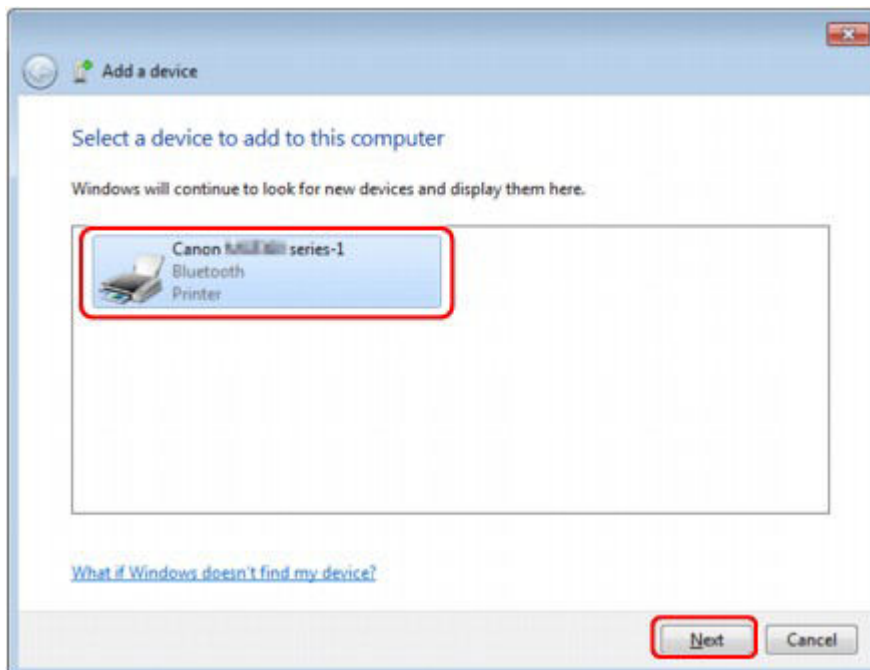 Add a device
Select a device to add to this computer
Windows will continue to look for new devices and display them here.
Canon series-1
Bluetooth
Printer
What if Windows doesn't find my device?
Next
Cancel